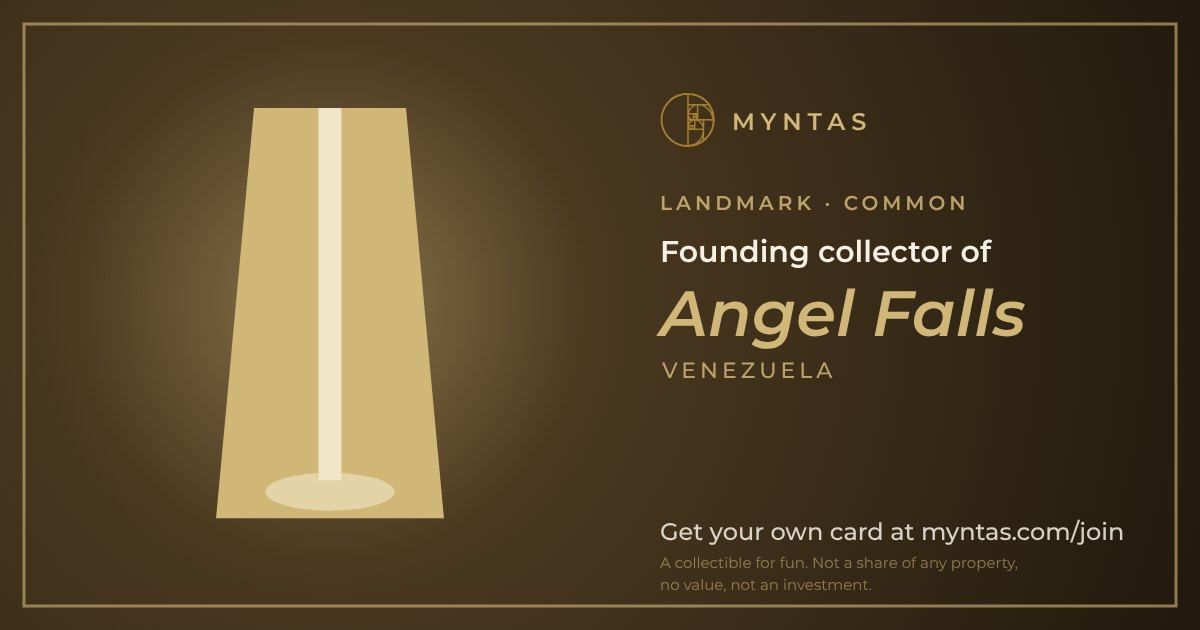 MYNTAS
LANDMARK · COMMON
Founding collector of
Angel Falls
VENEZUELA
Get your own card at myntas.com/join
A collectible for fun. Not a share of any property,
no value, not an investment.